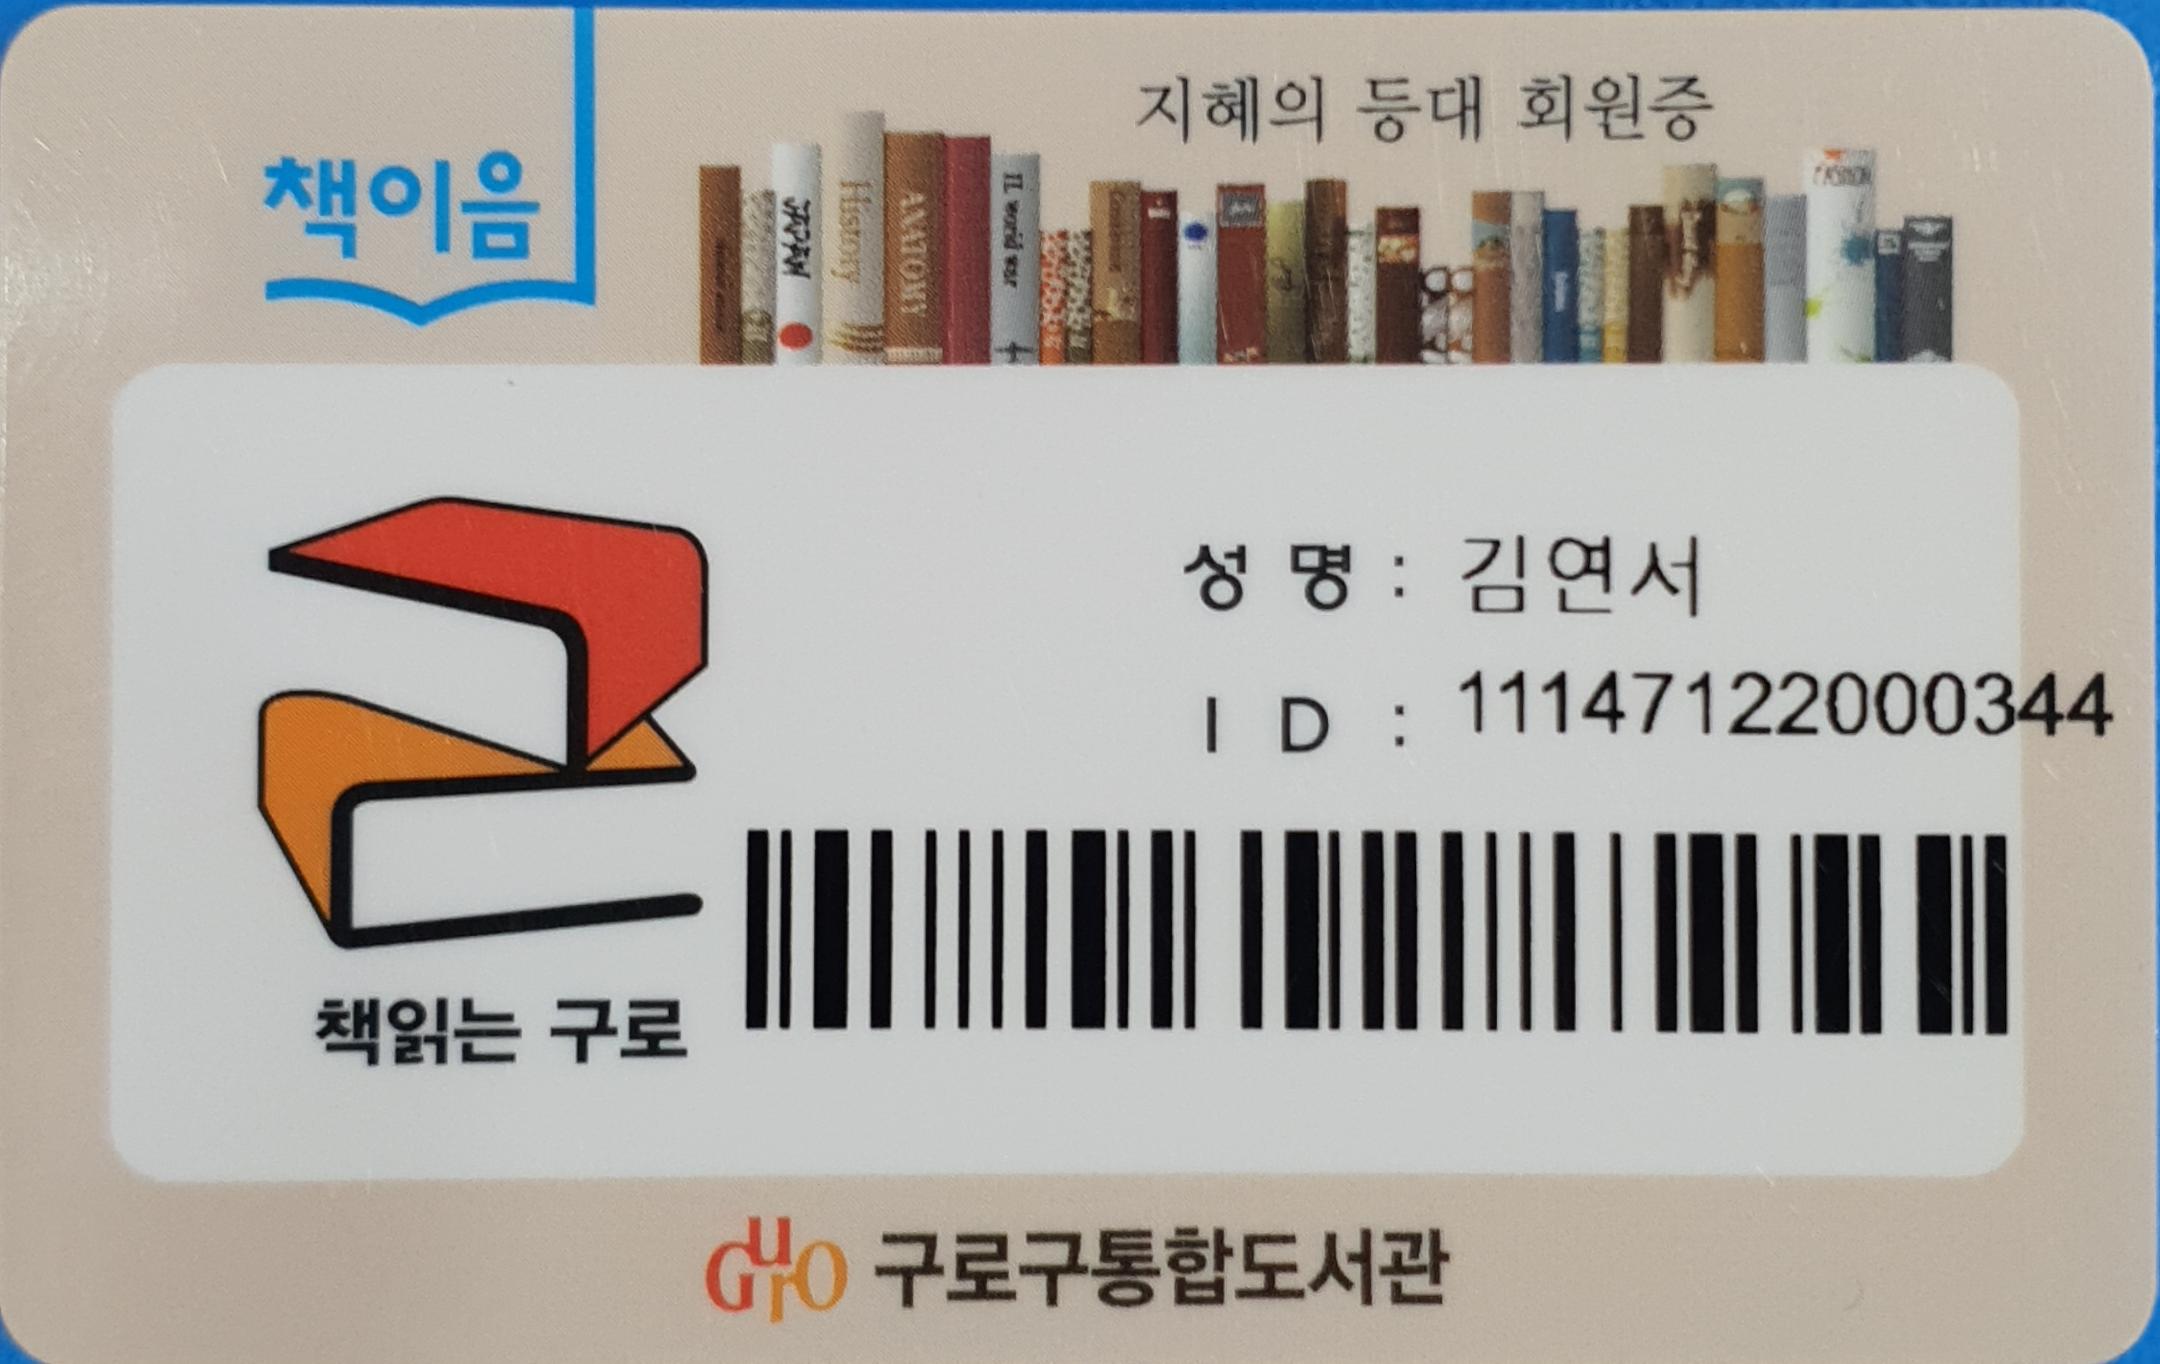 책이음
지혜의 등대 회원증
History
ANATOMY
II. world war
성 명 : 김연서
I D : 11147122000344
책읽는 구로
GurO 구로구통합도서관